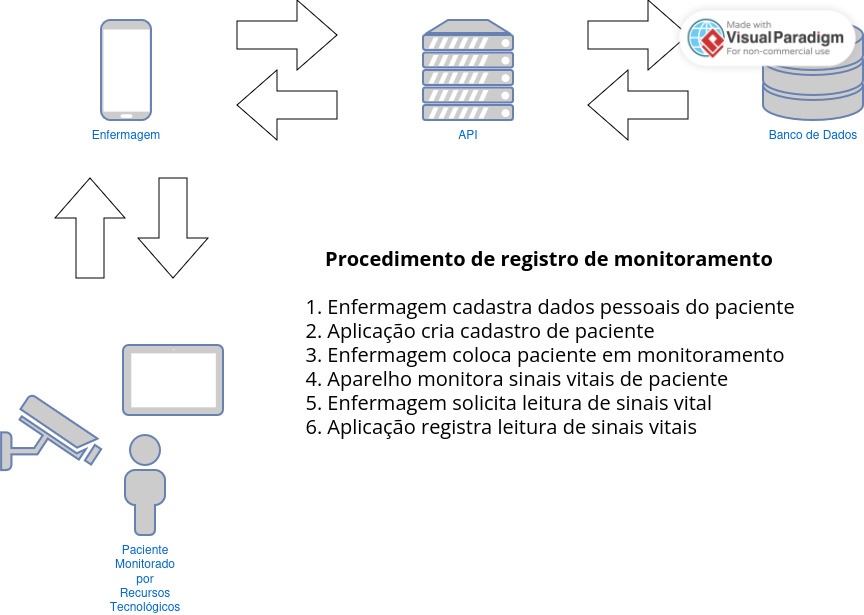 Made with
VisualParadigm
For non-commercial use
Enfermagem
API
Banco de Dados
Procedimento de registro de monitoramento
1. Enfermagem cadastra dados pessoais do paciente
2. Aplicação cria cadastro de paciente
3. Enfermagem coloca paciente em monitoramento
4. Aparelho monitora sinais vitais de paciente
5. Enfermagem solicita leitura de sinais vital
6. Aplicação registra leitura de sinais vitais
Paciente
Monitorado
por
Recursos
Tecnológicos